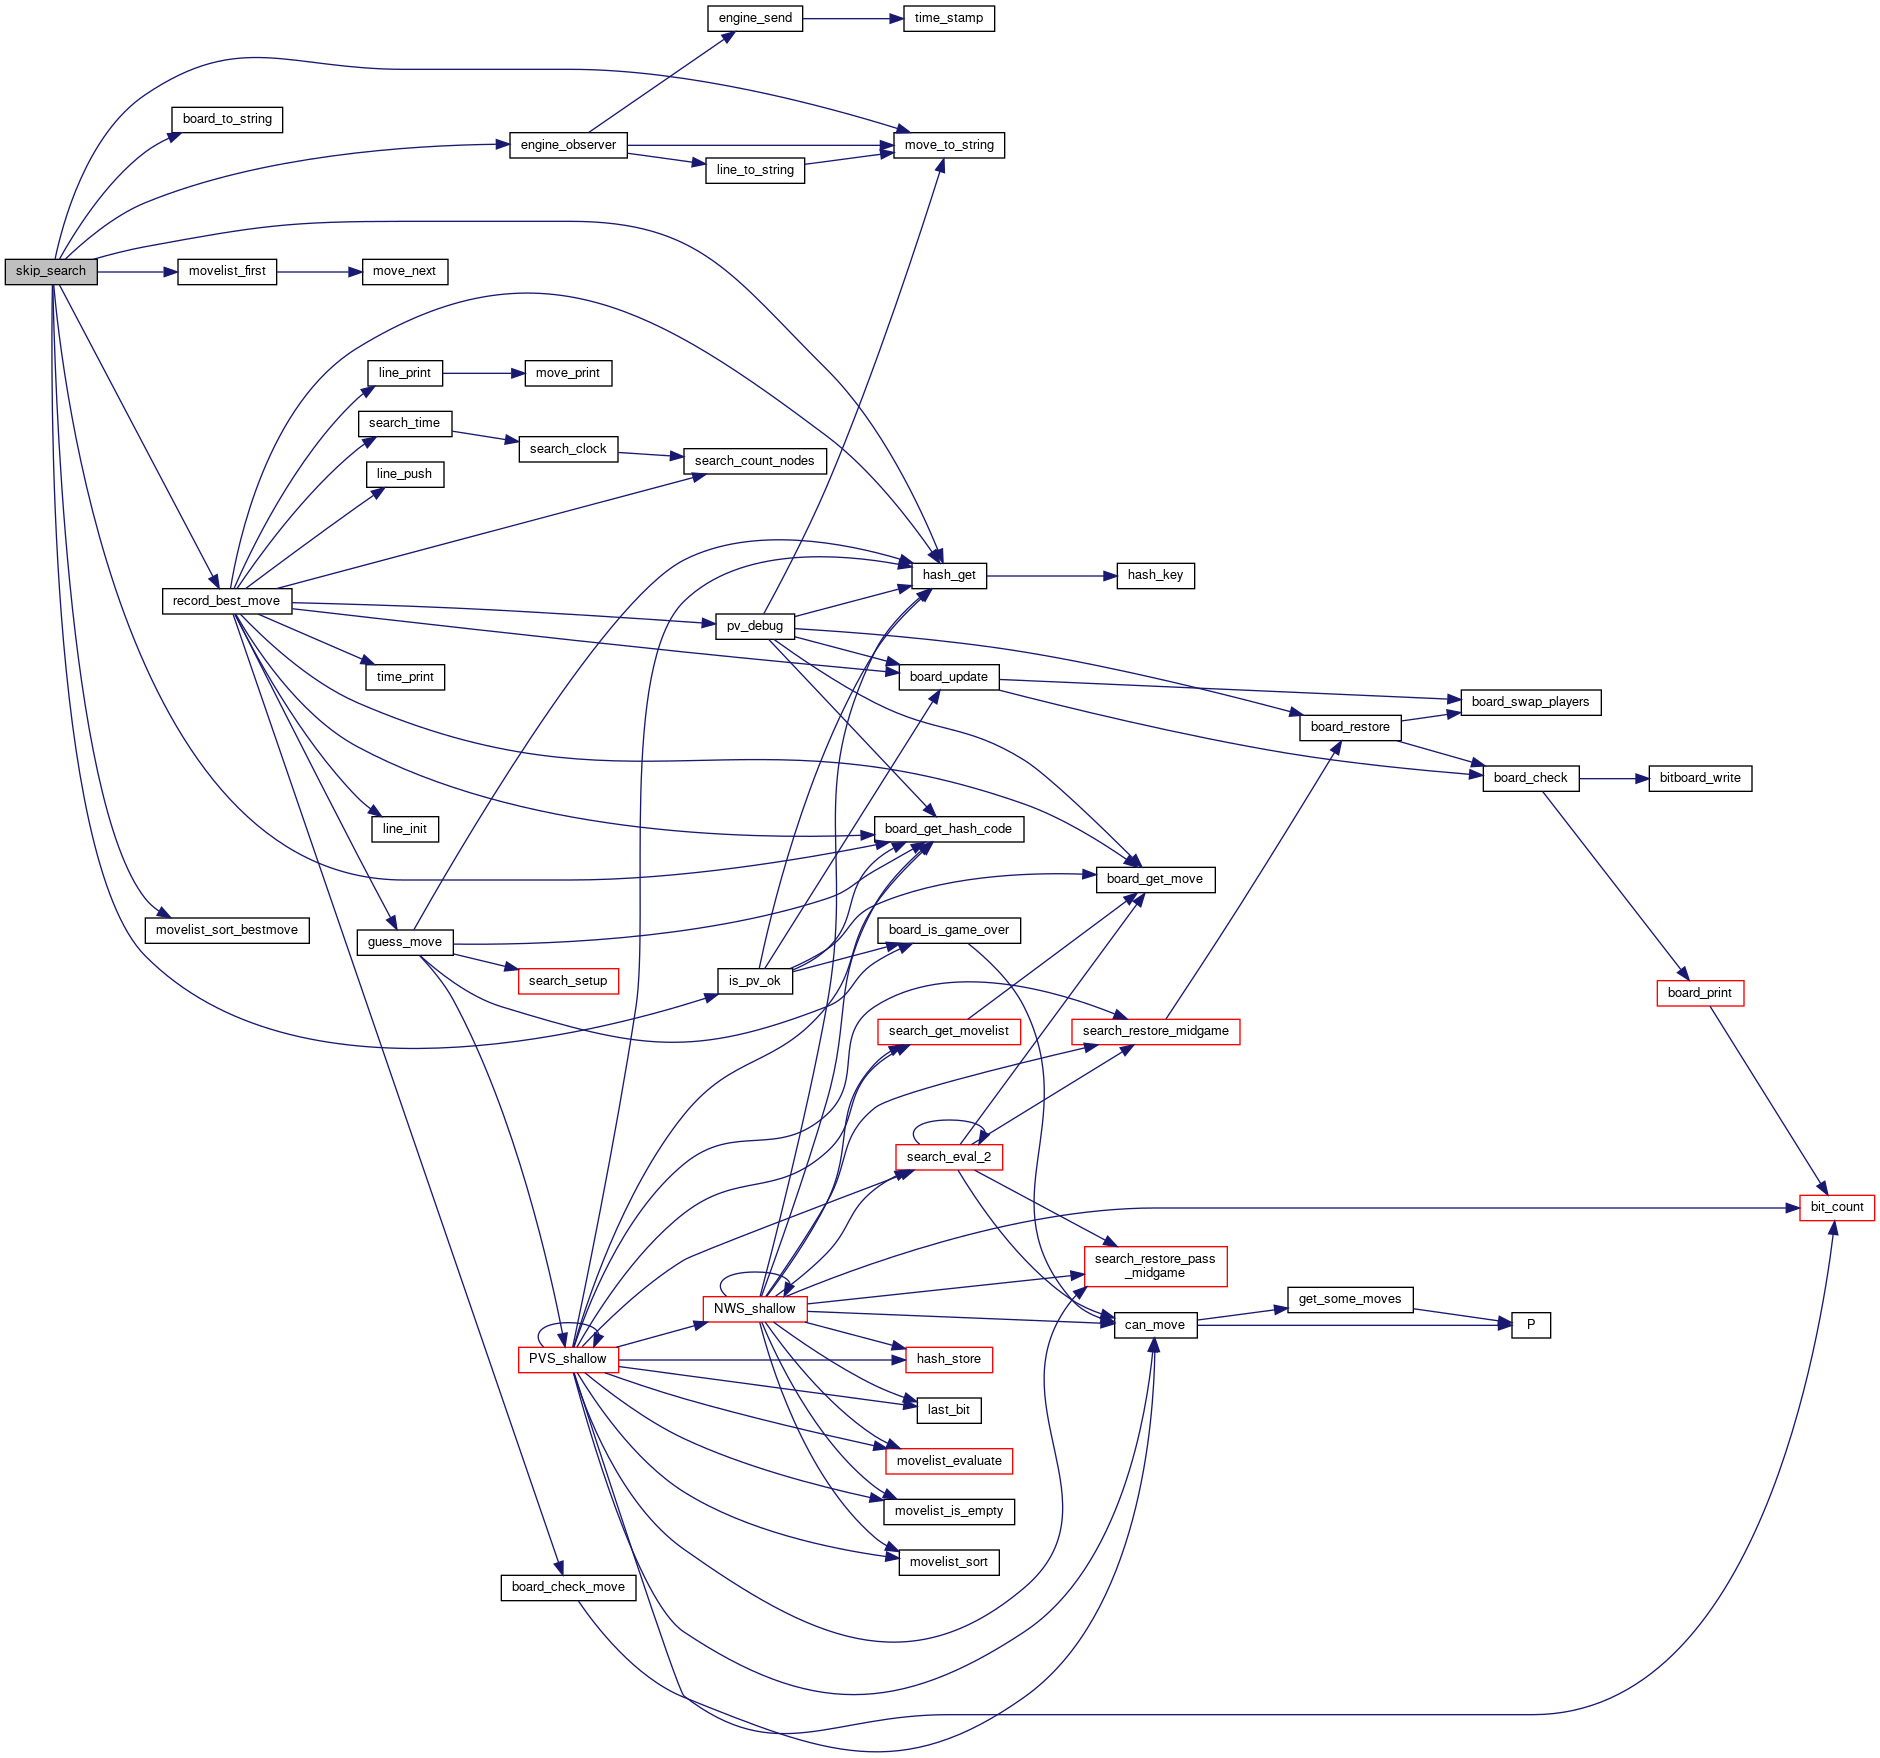 engine_send
time_stamp
board_to_string
engine_observer
move_to_string
line_to_string
skip_search
movelist_first
move_next
line_print
move_print
search_time
search_clock
search_count_nodes
line_push
hash_get
hash_key
record_best_move
pv_debug
time_print
board_update
board_swap_players
board_restore
board_check
bitboard_write
line_init
board_get_hash_code
board_get_move
movelist_sort_bestmove
guess_move
board_is_game_over
search_setup
is_pv_ok
board_print
search_get_movelist
search_restore_midgame
search_eval_2
bit_count
search_restore_pass
_midgame
NWS_shallow
get_some_moves
can_move
P
PVS_shallow
hash_store
last_bit
movelist_evaluate
movelist_is_empty
movelist_sort
board_check_move